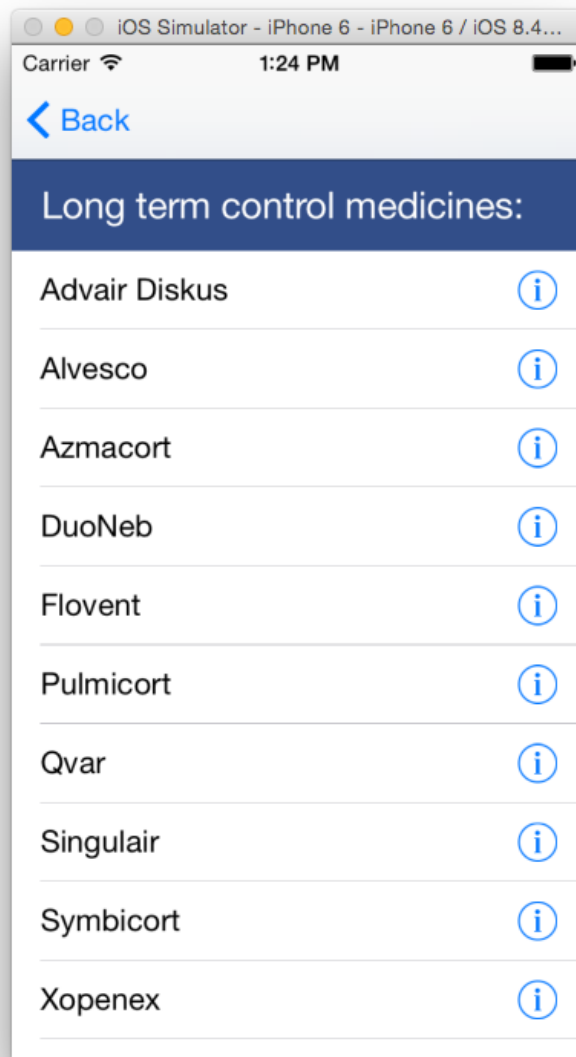 iOS Simulator - iPhone 6 - iPhone 6 / iOS 8.4...
Carrier 1:24 PM
Back
Long term control medicines:
Advair Diskus
Alvesco
Azmacort
DuoNeb
Flovent
Pulmicort
Qvar
Singulair
Symbicort
Xopenex